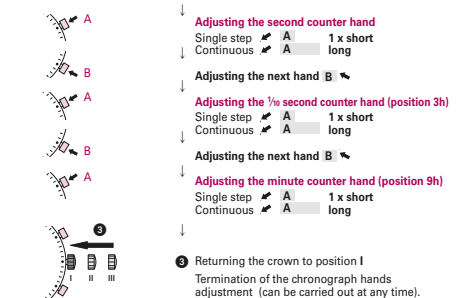 A
↓
Adjusting the second counter hand
Single step A 1 x short
Continuous A long
↓
B
Adjusting the next hand B
↓
A
Adjusting the 1/10 second counter hand (position 3h)
Single step A 1 x short
Continuous A long
↓
B
Adjusting the next hand B
↓
A
Adjusting the minute counter hand (position 9h)
Single step A 1 x short
Continuous A long
↓
3
I II III
3 Returning the crown to position I
Termination of the chronograph hands
adjustment (can be carried out at any time).